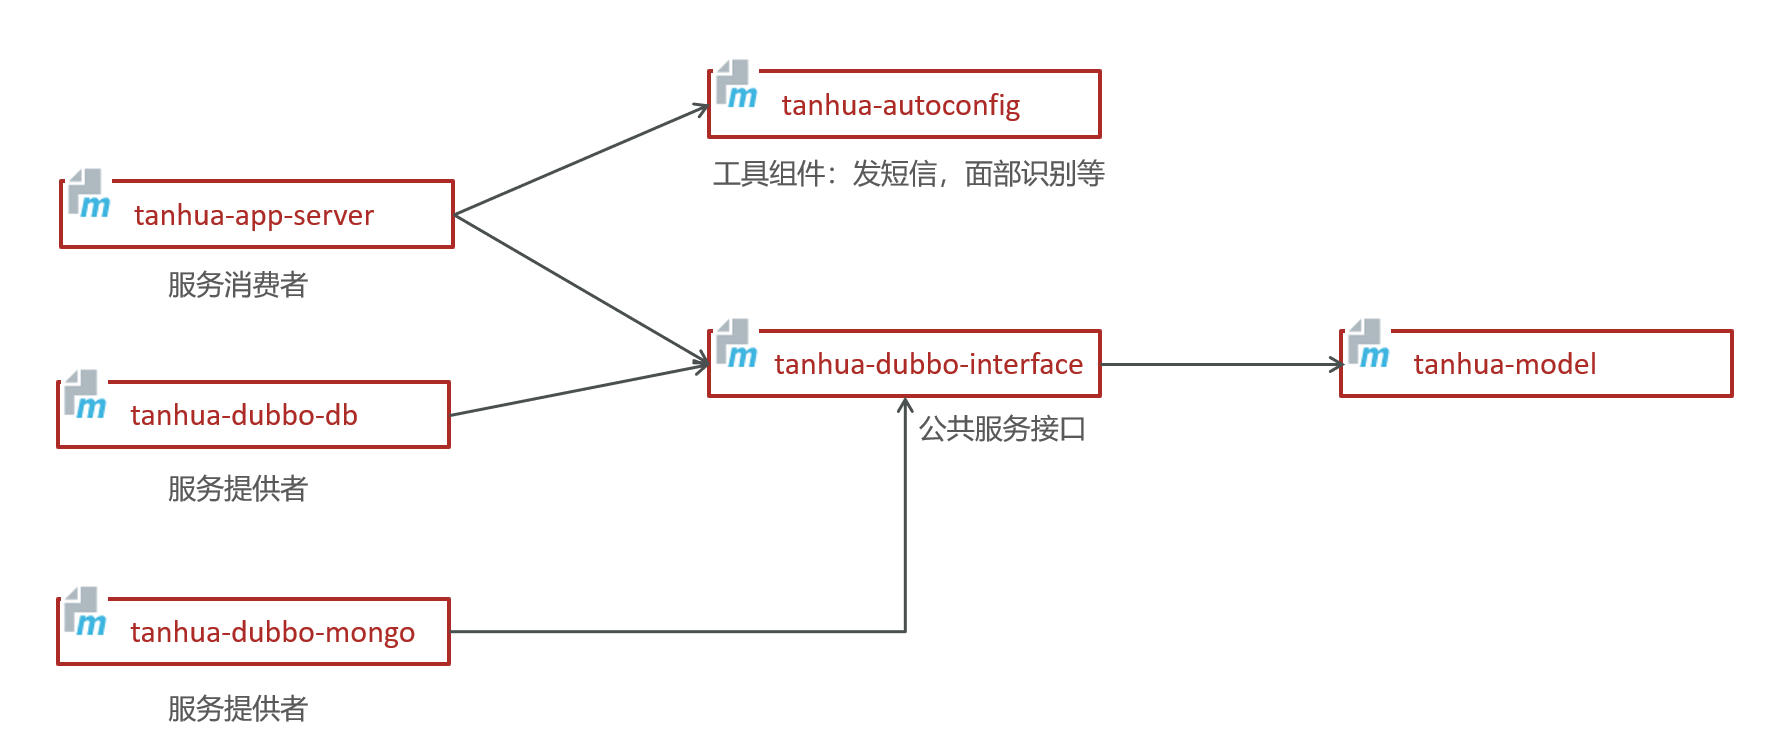 tanhua-autoconfig
工具组件：发短信，面部识别等
tanhua-app-server
服务消费者
tanhua-dubbo-interface
公共服务接口
tanhua-model
tanhua-dubbo-db
服务提供者
tanhua-dubbo-mongo
服务提供者